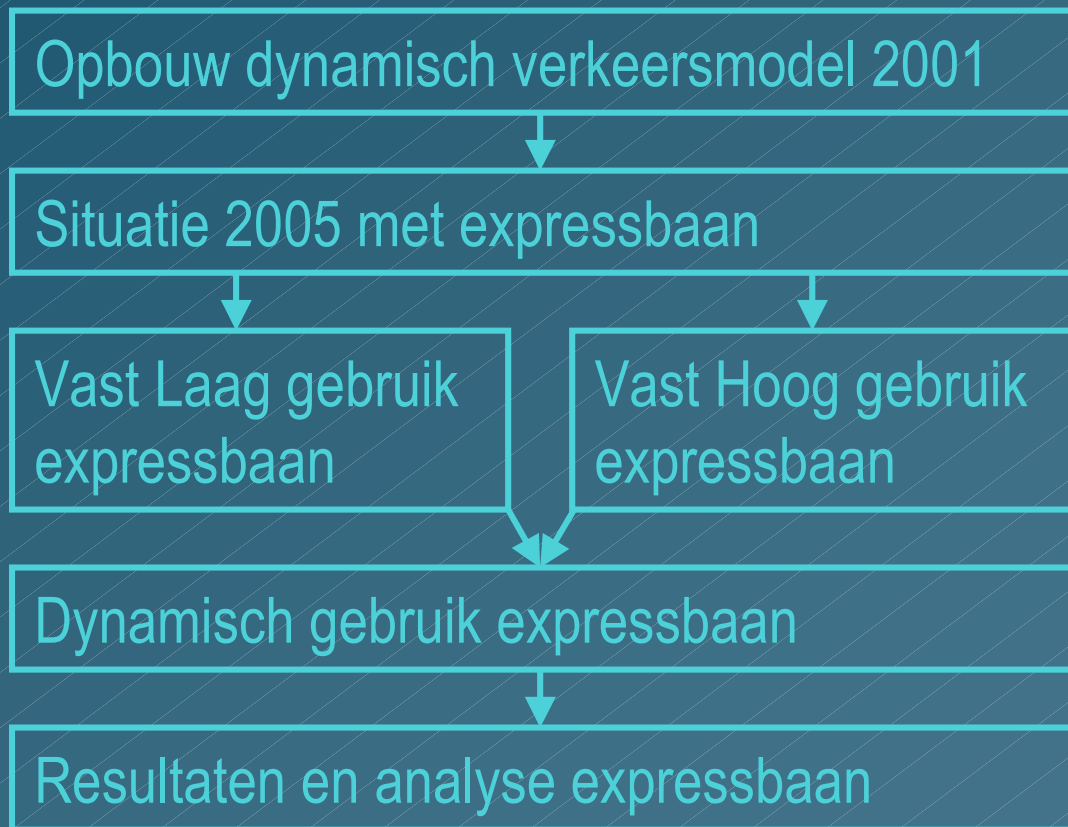 Opbouw dynamisch verkeersmodel 2001
Situatie 2005 met expressbaan
Vast Laag gebruik
expressbaan
Vast Hoog gebruik
expressbaan
Dynamisch gebruik expressbaan
Resultaten en analyse expressbaan